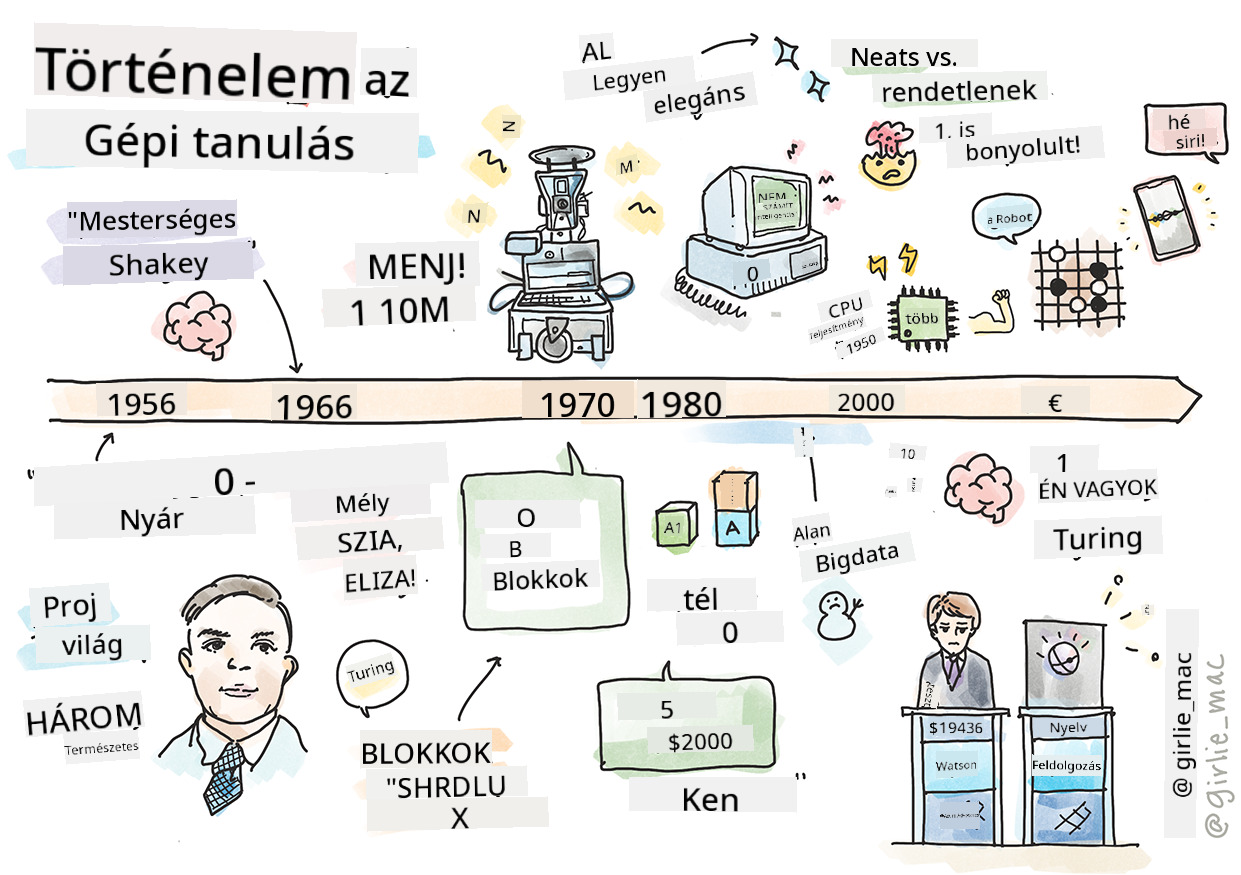 Történelem az
Gépi tanulás
"Mesterséges
Shakey "
MENJ!
1 10M
N
N
M
AL
Legyen
elegáns
Neats vs.
rendetlenek
1. is
bonyolult!
hé
siri!
a Robot
NEM
0
CPU
Teljesítmény
1950
több
1956
1966
1970
1980
2000
€
"
0 -
Nyár
Mély
SZIA,
ELIZA!
Proj
világ
HÁROM
Természetes
Turing
BLOKKOK
"SHRDLU
X
O
B
Blokkok
A1
A
tél
0
5
$2000
"
Ken
Alan
Bigdata
10
1
ÉN VAGYOK
Turing
$19436
Watson
Nyelv
Feldolgozás
@ girlie_mac
@girlie_mac